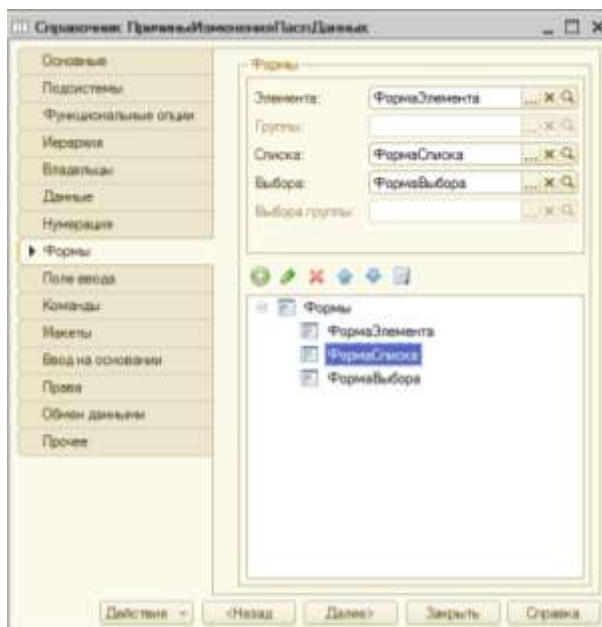 Справочник ПричиныИзмененияПаспДанных
Основные
Подсистемы
Функциональные опции
Иерархия
Владельцы
Данные
Нумерация
Формы
Поле ввода
Команды
Макеты
Ввод на основании
Права
Обмен данными
Прочее
Формы
Элемента: ФормаЭлемента
Группы:
Списка: ФормаСписка
Выбора: ФормаВыбора
Выбора группы:
Формы
ФормаЭлемента
ФормаСписка
ФормаВыбора
Действия <Назад Далее> Закрыть Справка